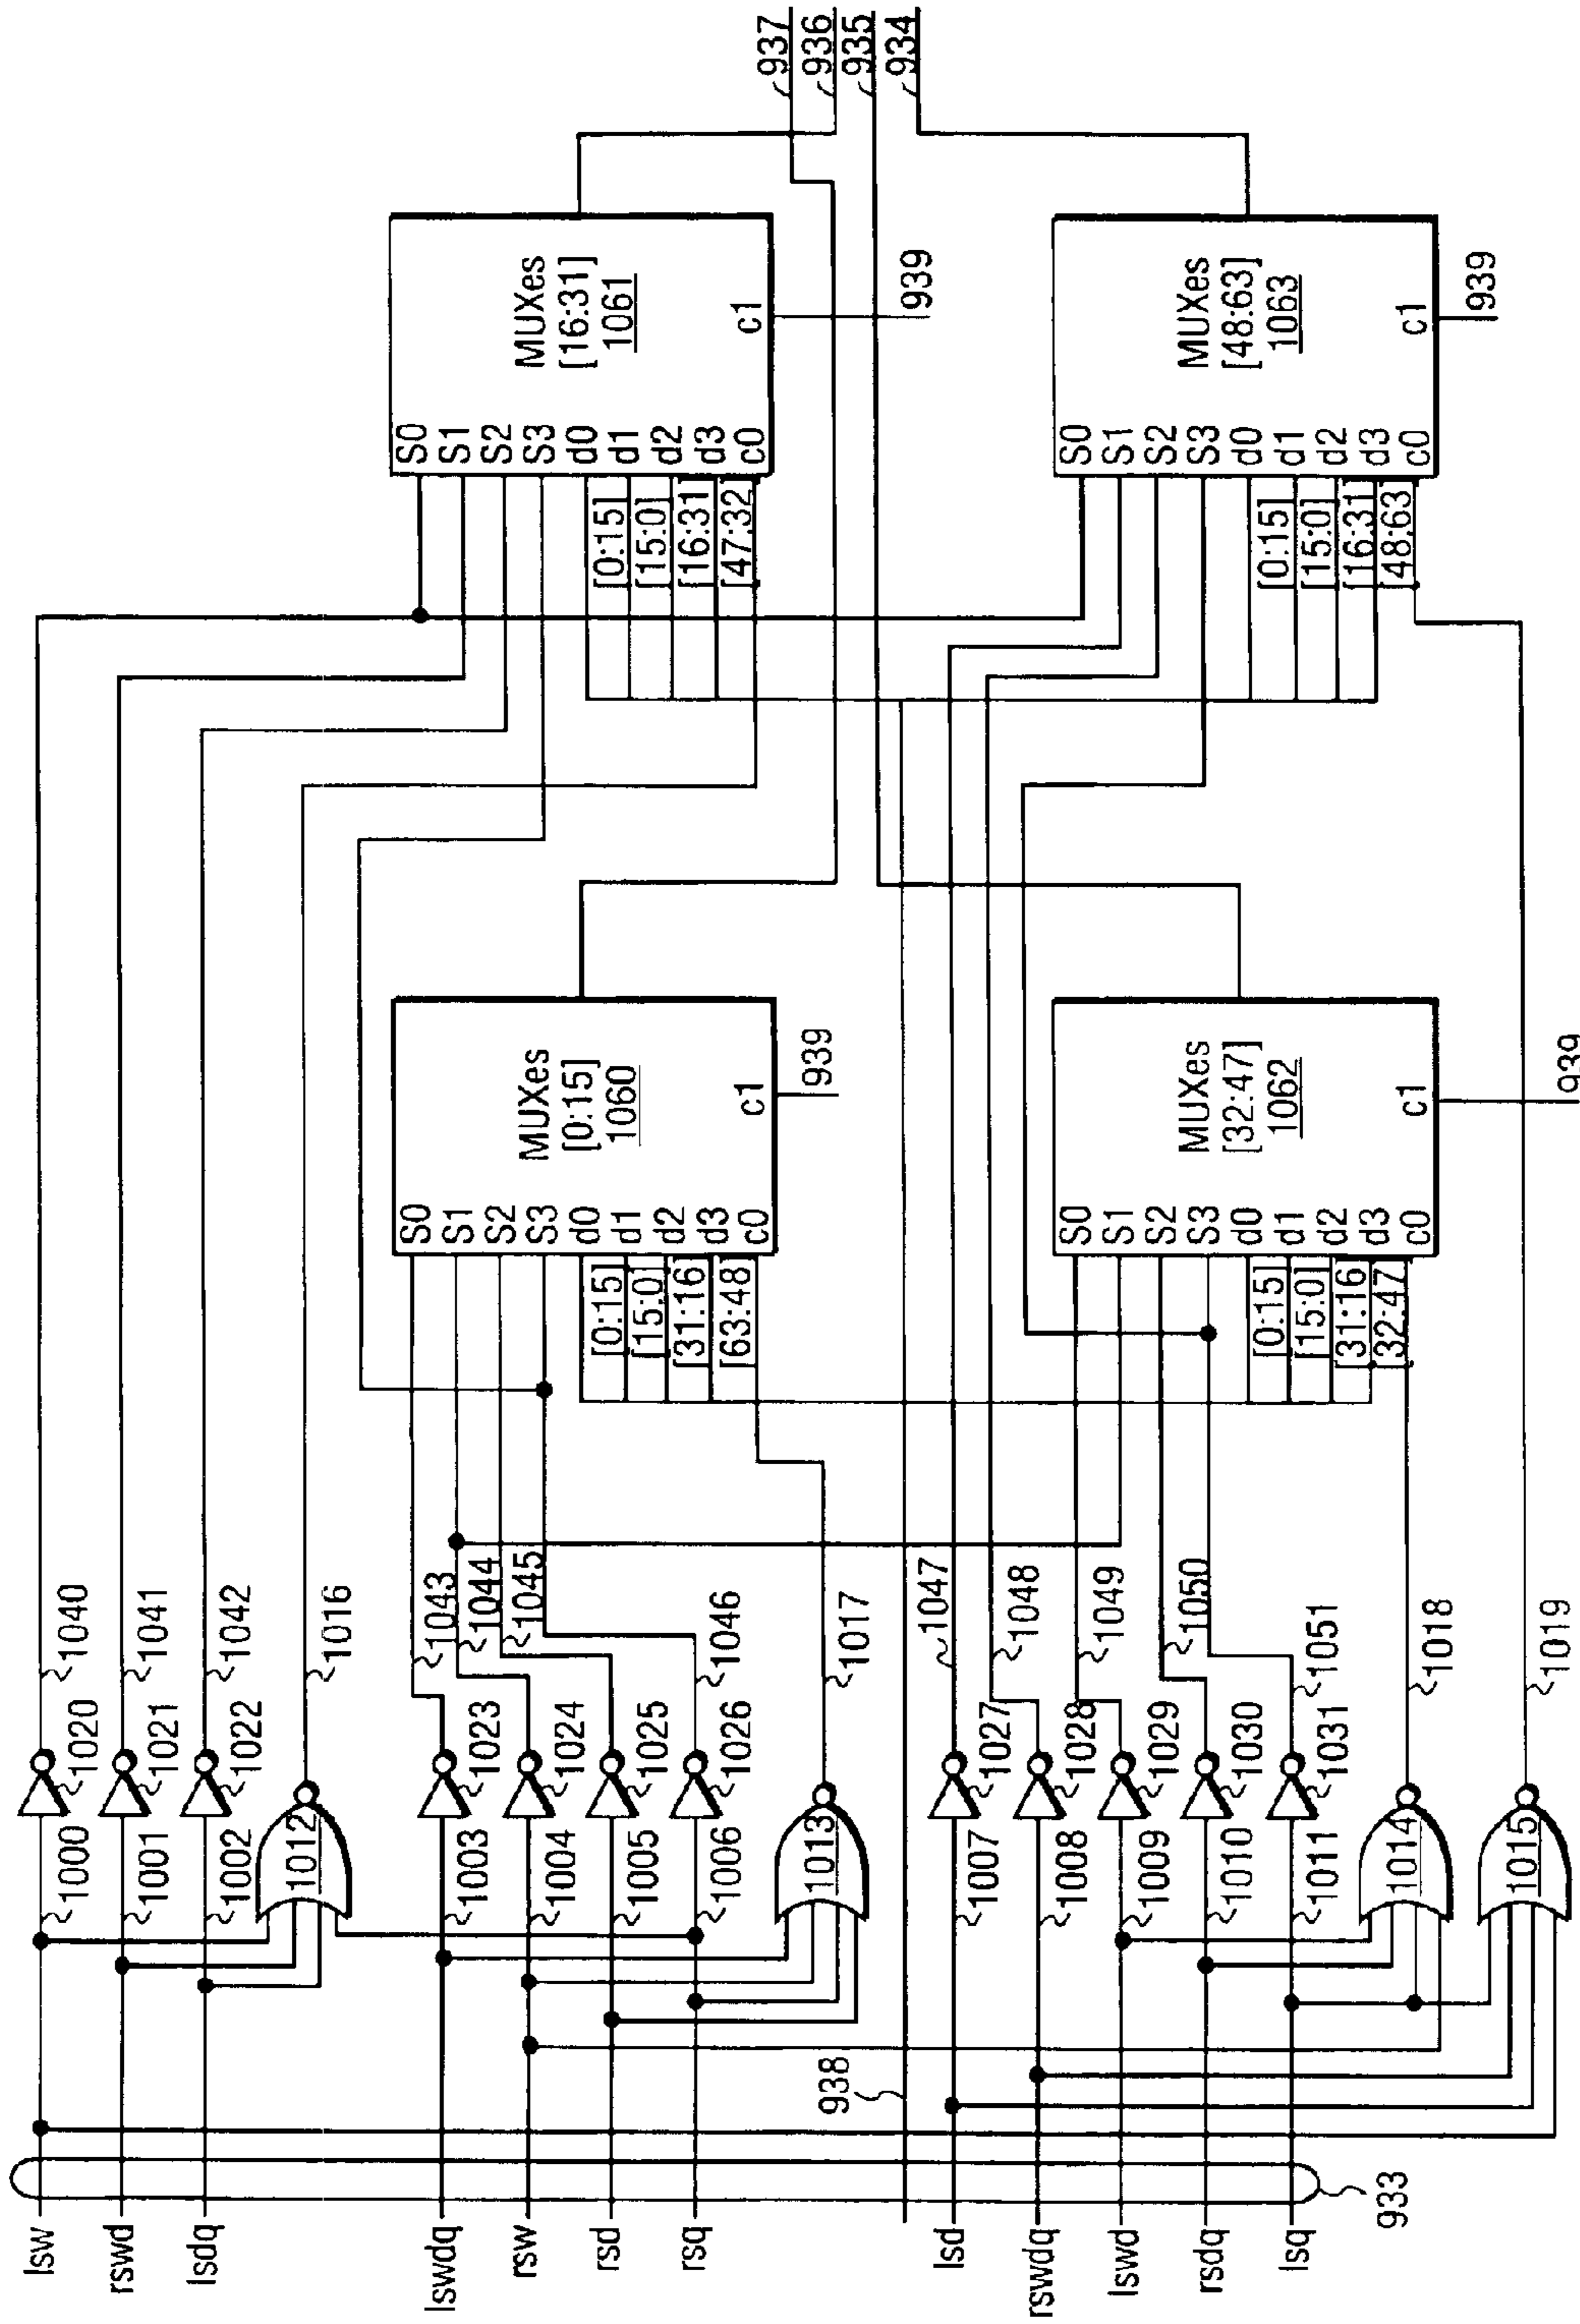 lsw
rswd
lsdq
lswdq
rsw
rsd
rsq
lsd
rswdq
lswd
rsdq
lsq
933
938
1000
1001
1002
1012
1003
1004
1005
1006
1013
1007
1008
1009
1010
1011
1014
1015
1020
1021
1022
1023
1024
1025
1026
1027
1028
1029
1030
1031
1040
1041
1042
1016
1043
1044
1045
1046
1017
1047
1048
1049
1050
1051
1018
1019
S0
S1
S2
S3
d0
d1
d2
d3
c0
[0:15]
[15:0]
[31:16]
[63:48]
MUXes
[0:15]
1060
c1
939
S0
S1
S2
S3
d0
d1
d2
d3
c0
[0:15]
[15:0]
[31:16]
[32:47]
MUXes
[32:47]
1062
c1
939
S0
S1
S2
S3
d0
d1
d2
d3
c0
[0:15]
[15:0]
[16:31]
[47:32]
MUXes
[16:31]
1061
c1
939
S0
S1
S2
S3
d0
d1
d2
d3
c0
[0:15]
[15:0]
[16:31]
[48:63]
MUXes
[48:63]
1063
c1
939
937
936
935
934